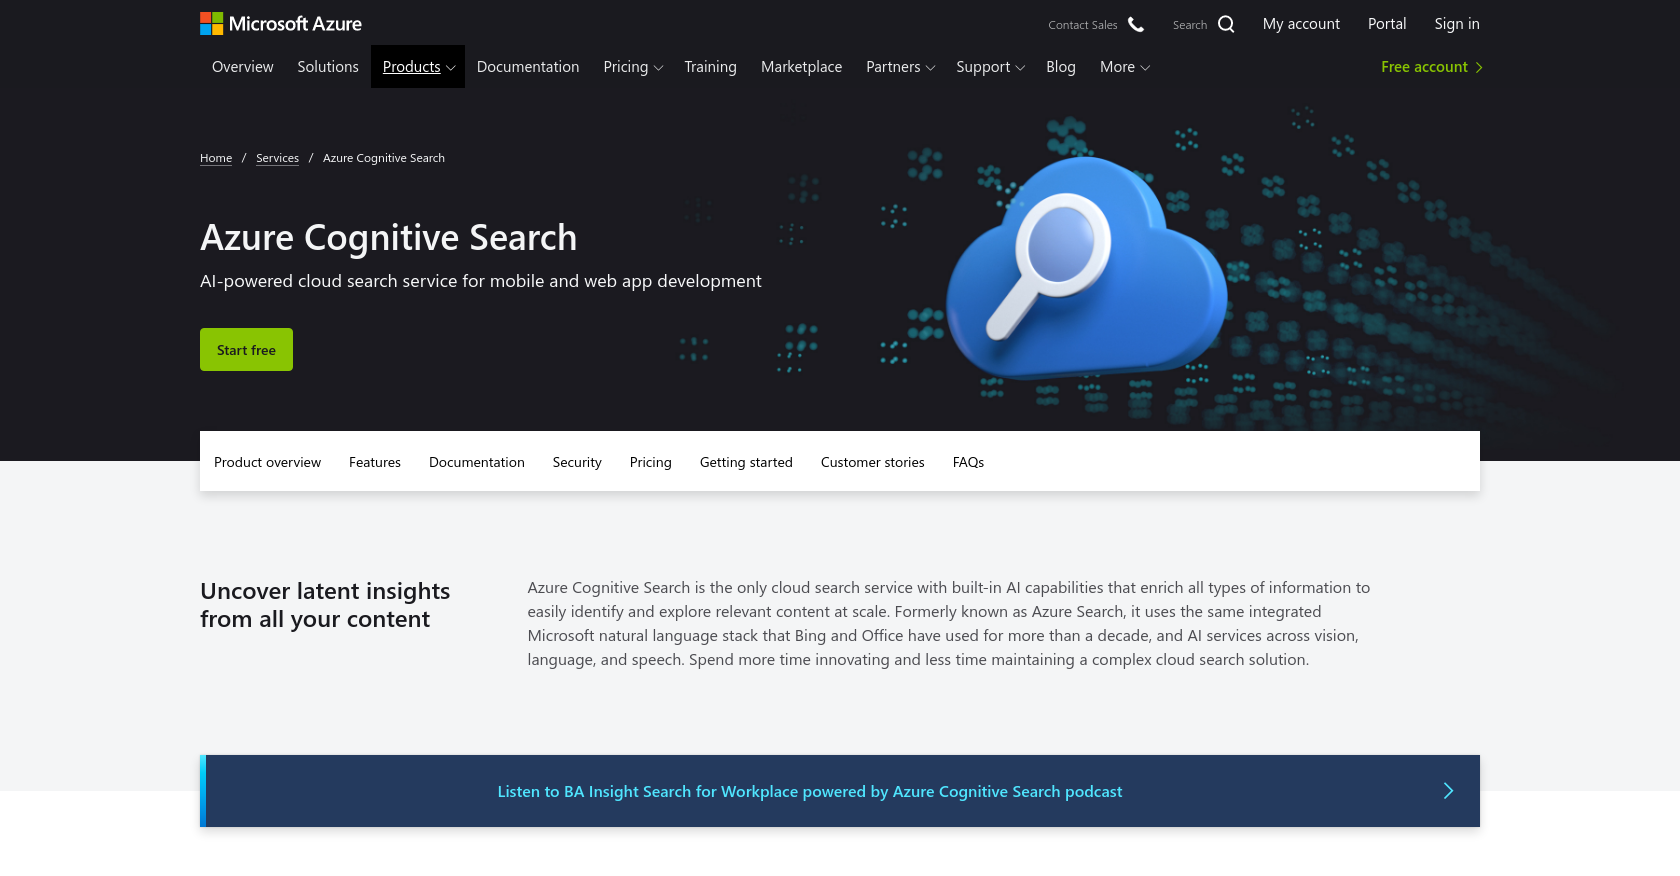 Microsoft Azure
Contact Sales Search My account Portal Sign in
Overview Solutions Products Documentation Pricing Training Marketplace Partners Support Blog More Free account
Home / Services / Azure Cognitive Search
Azure Cognitive Search
AI-powered cloud search service for mobile and web app development
Start free
Product overview Features Documentation Security Pricing Getting started Customer stories FAQs
Uncover latent insights
from all your content
Azure Cognitive Search is the only cloud search service with built-in AI capabilities that enrich all types of information to
easily identify and explore relevant content at scale. Formerly known as Azure Search, it uses the same integrated
Microsoft natural language stack that Bing and Office have used for more than a decade, and AI services across vision,
language, and speech. Spend more time innovating and less time maintaining a complex cloud search solution.
Listen to BA Insight Search for Workplace powered by Azure Cognitive Search podcast